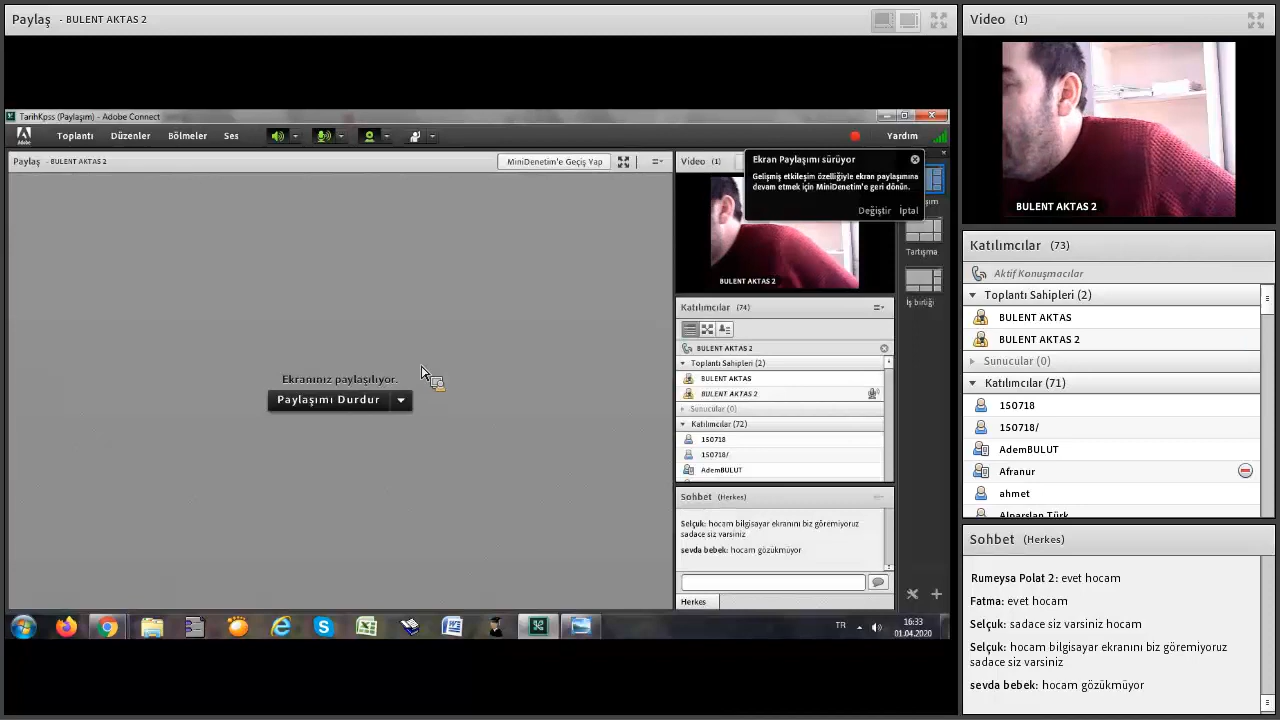 Paylaş - BULENT AKTAS 2
TarihKpss (Paylaşım) - Adobe Connect
Toplantı Düzenler Bölmeler Ses Yardım
Paylaş - BULENT AKTAS 2
MiniDenetim'e Geçiş Yap
Video (1)
Ekran Paylaşımı sürüyor
Gelişmiş etkileşim özelliğiyle ekran paylaşımına
devam etmek için MiniDenetim'e geri dönün.
Değiştir İptal
BULENT AKTAS 2
Tartışma
İş birliği
Ekranınız paylaşılıyor.
Paylaşımı Durdur
Katılımcılar (74)
BULENT AKTAS 2
Toplantı Sahipleri (2)
BULENT AKTAS
BULENT AKTAS 2
Sunucular (0)
Katılımcılar (72)
150718
150718/
AdemBULUT
Sohbet (Herkes)
Selçuk: hocam bilgisayar ekranını biz göremiyoruz
sadace siz varsiniz
sevda bebek: hocam gözükmüyor
Herkes
TR
16:33
01.04.2020
Video (1)
BULENT AKTAS 2
Katılımcılar (73)
Aktif Konuşmacılar
Toplantı Sahipleri (2)
BULENT AKTAS
BULENT AKTAS 2
Sunucular (0)
Katılımcılar (71)
150718
150718/
AdemBULUT
Afranur
ahmet
Alparslan Türk
Sohbet (Herkes)
Rumeysa Polat 2: evet hocam
Fatma: evet hocam
Selçuk: sadace siz varsiniz hocam
Selçuk: hocam bilgisayar ekranını biz göremiyoruz
sadace siz varsiniz
sevda bebek: hocam gözükmüyor